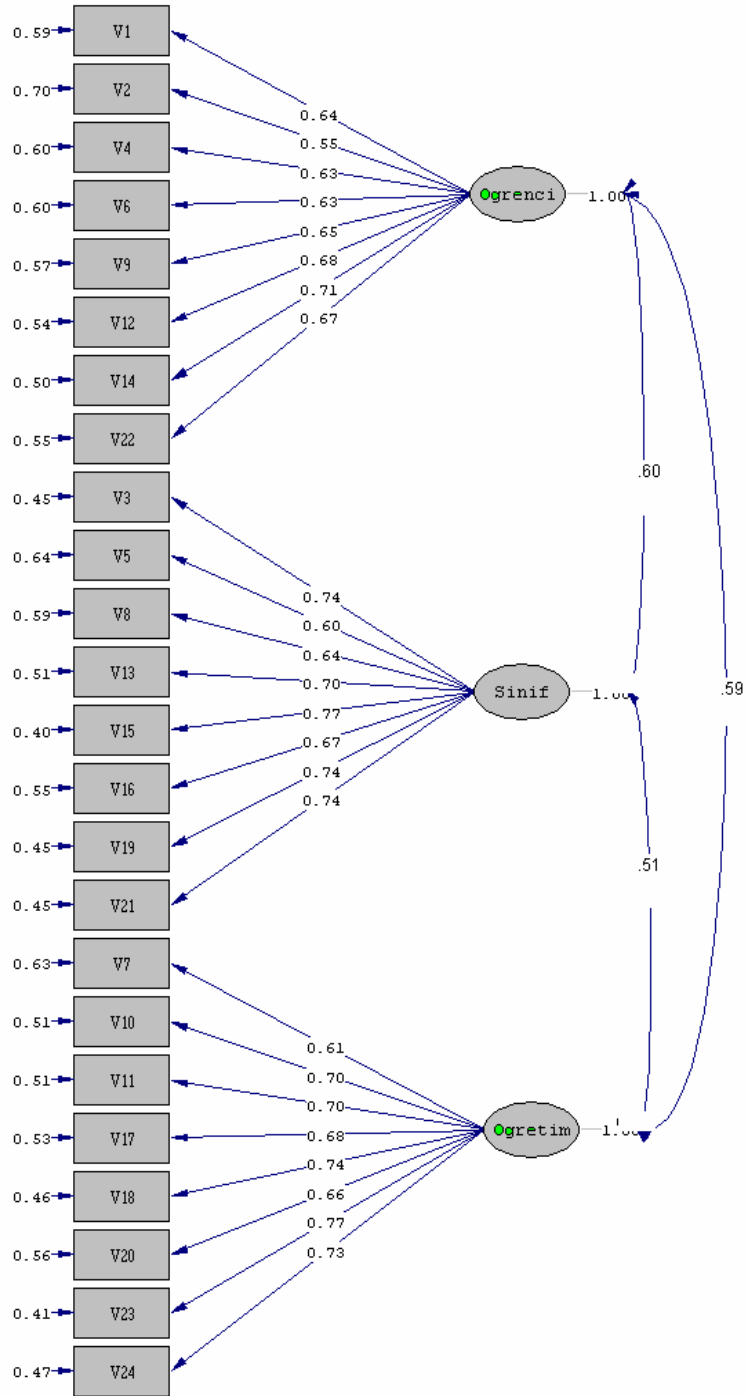 0.59 V1
0.70 V2
0.64
0.55
0.60 V4
0.63
0.60 V6
Ogrenci 1.00
0.63
0.65
0.57 V9
0.68
0.71
0.54 V12
0.67
0.50 V14
0.55 V22
.60
0.45 V3
0.64 V5
0.74
0.59 V8
0.60
0.64
0.51 V13
0.70
Sinif 1.00
.59
0.40 V15
0.77
0.67
0.55 V16
0.74
0.74
0.45 V19
.51
0.45 V21
0.63 V7
0.51 V10
0.61
0.70
0.51 V11
0.70
0.53 V17
0.68
Ogretim 1.00
0.74
0.46 V18
0.66
0.77
0.56 V20
0.73
0.41 V23
0.47 V24